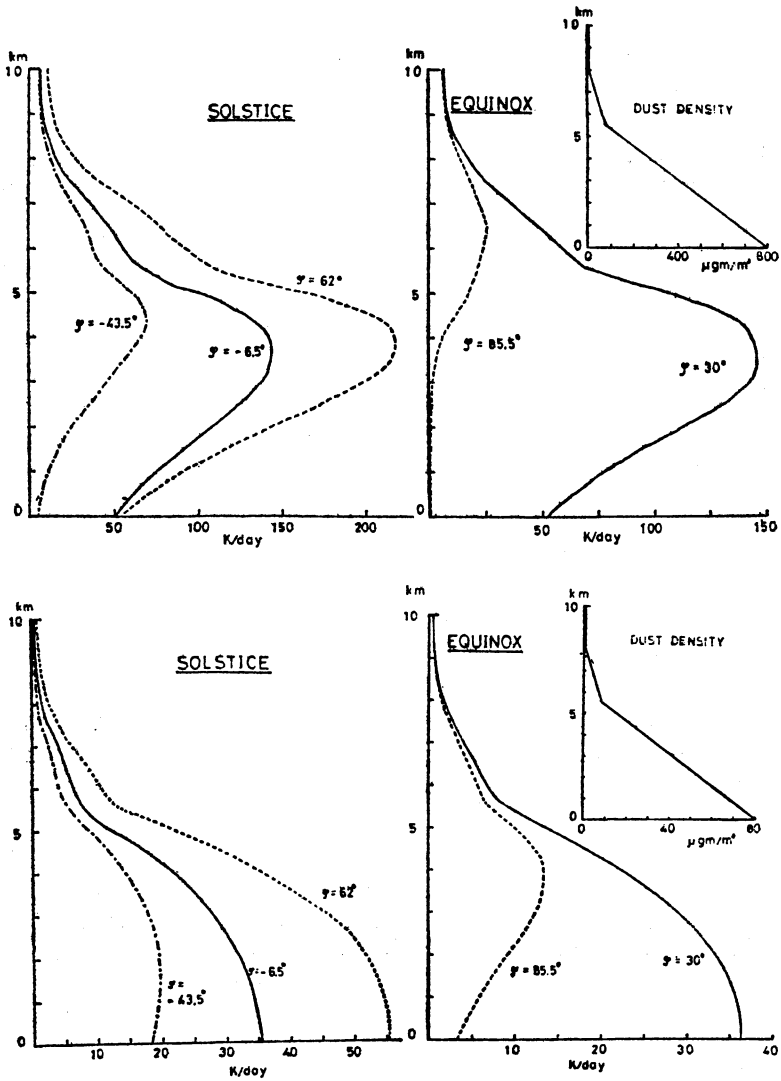 km
10
5
0
SOLSTICE
φ = 62°
φ = -43.5°
φ = -6.5°
50
100
150
200
K/day
km
10
5
0
EQUINOX
φ = 85.5°
φ = 30°
50
100
150
K/day
10
5
0
DUST DENSITY
0
400
800
µgm/m³
km
10
5
0
SOLSTICE
φ = 62°
φ = -6.5°
φ =
- 43.5°
10
20
30
40
50
K/day
km
10
5
0
EQUINOX
φ = 85.5°
φ = 30°
10
20
30
40
K/day
km
10
5
0
DUST DENSITY
0
40
80
µgm/m³